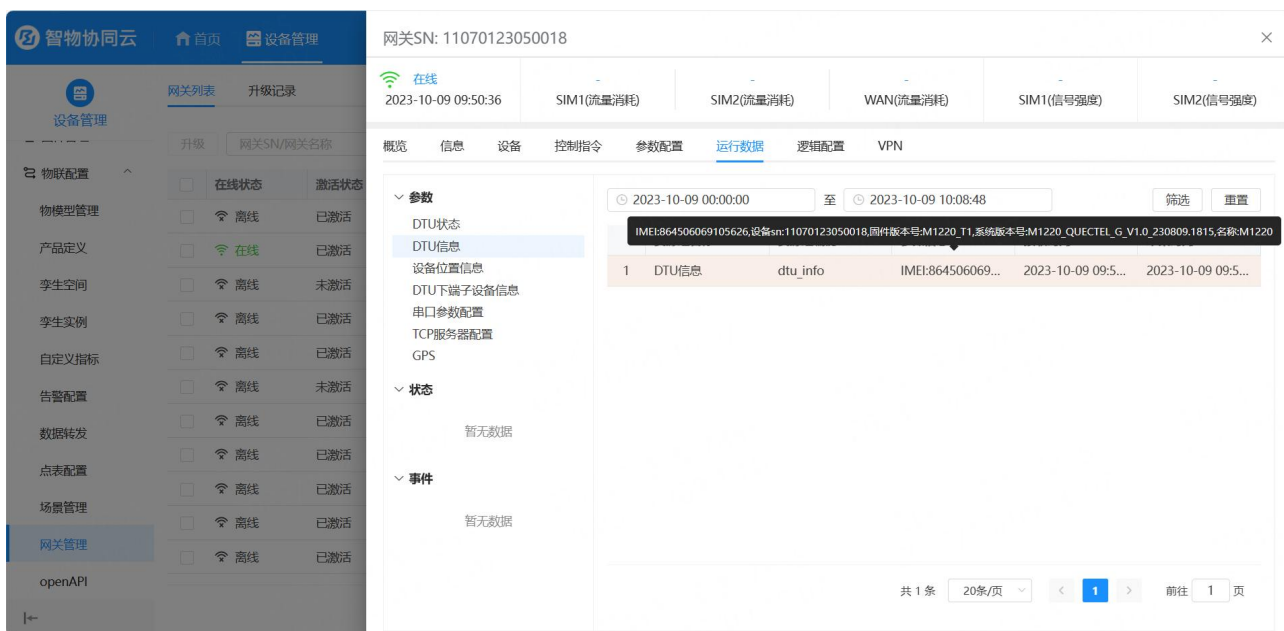 智物协同云
首页
设备管理
网关SN: 11070123050018
设备管理
网关列表
升级记录
在线
2023-10-09 09:50:36
-
SIM1(流量消耗)
-
SIM2(流量消耗)
-
WAN(流量消耗)
-
SIM1(信号强度)
-
SIM2(信号强度)
概览
信息
设备
控制指令
参数配置
运行数据
逻辑配置
VPN
升级
网关SN/网关名称
物联配置
物模型管理
产品定义
孪生空间
孪生实例
自定义指标
告警配置
数据转发
点表配置
场景管理
网关管理
openAPI
在线状态 激活状态
离线 已激活
在线 已激活
离线 未激活
离线 已激活
离线 已激活
离线 未激活
离线 已激活
离线 已激活
离线 已激活
离线 已激活
离线 已激活
参数
DTU状态
DTU信息
设备位置信息
DTU下端子设备信息
串口参数配置
TCP服务器配置
GPS
状态
暂无数据
事件
暂无数据
2023-10-09 00:00:00 至 2023-10-09 10:08:48
筛选
重置
IMEI:864506069105626,设备sn:11070123050018,固件版本号:M1220_T1,系统版本号:M1220_QUECTEL_G_V1.0_230809.1815,名称:M1220
1 DTU信息 dtu_info IMEI:864506069... 2023-10-09 09:5... 2023-10-09 09:5...
共 1 条 20条/页 1 前往 1 页